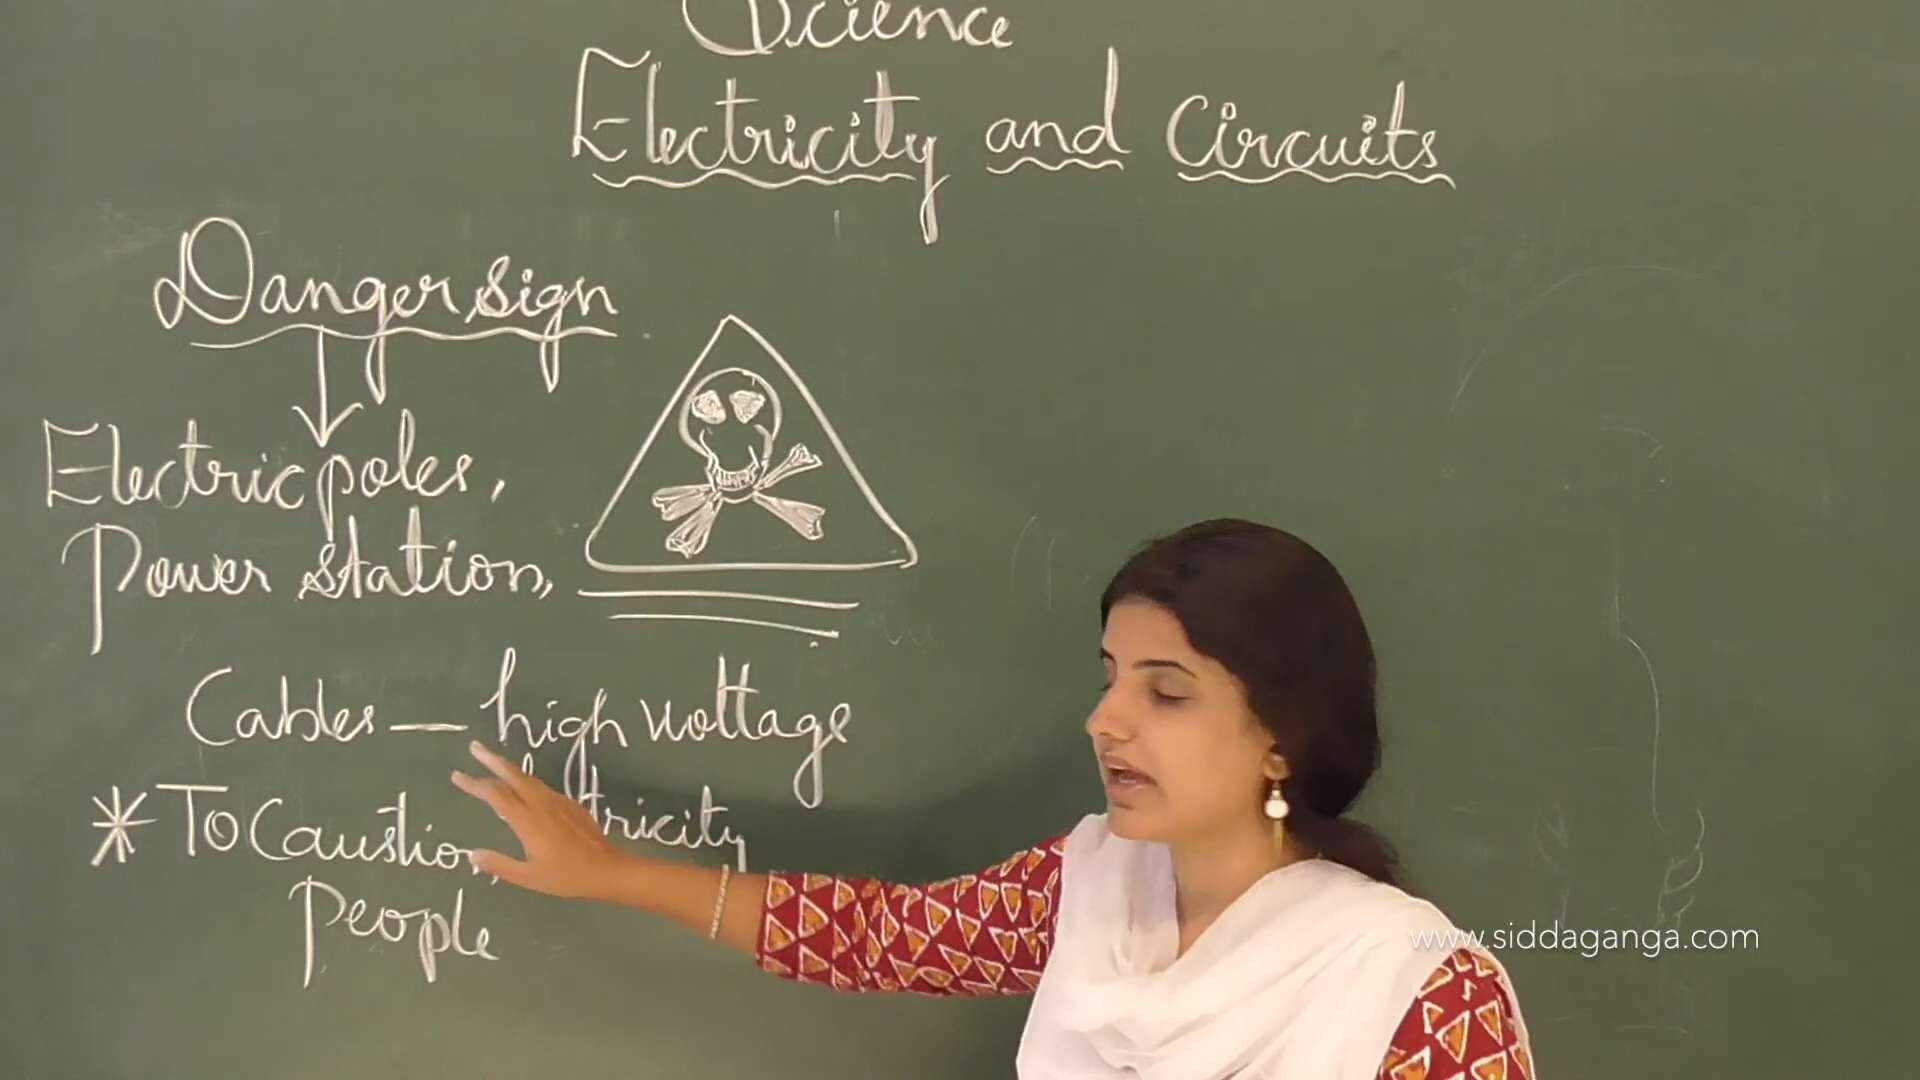 Science
Electricity and Circuits
Danger sign
Electric poles,
Power station,
Cables — high voltage
* To Caustion
people
www.siddaganga.com